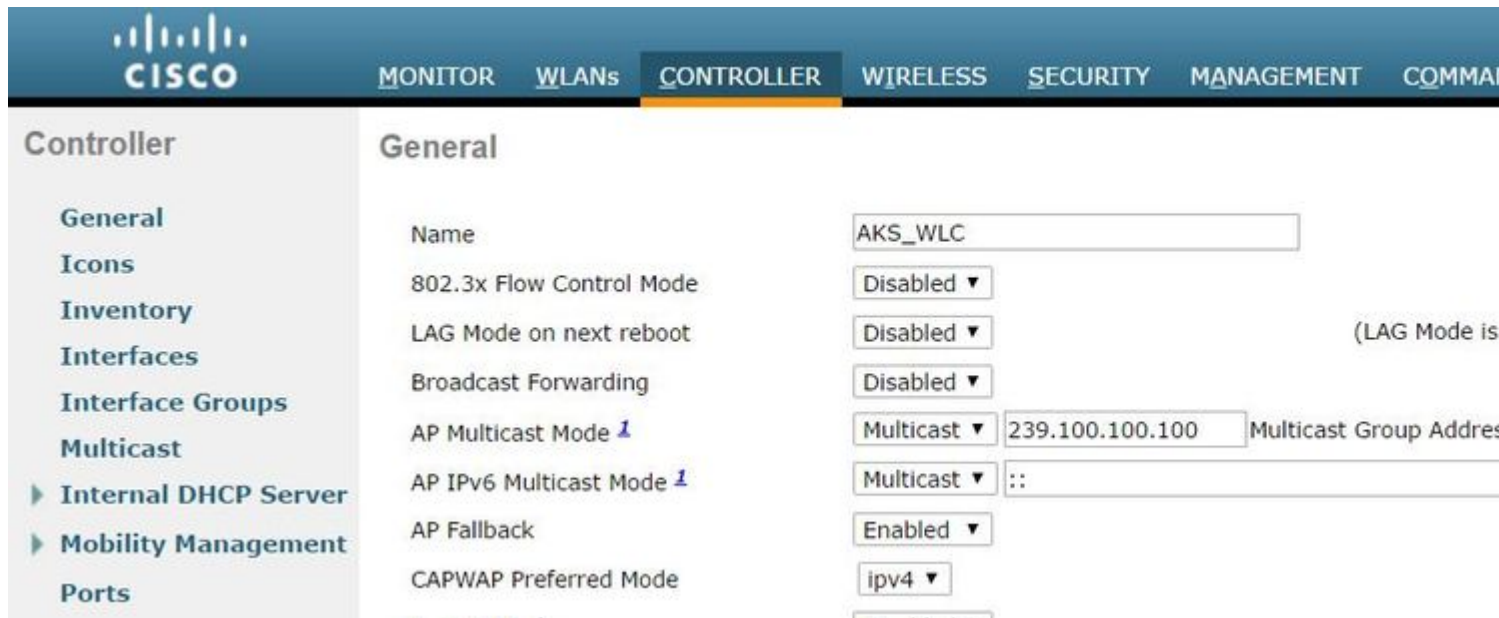 CISCO
MONITOR WLANs CONTROLLER WIRELESS SECURITY MANAGEMENT
Controller
General
Icons
Inventory
Interfaces
Interface Groups
Multicast
Internal DHCP Server
Mobility Management
Ports
General
Name AKS_WLC
802.3x Flow Control Mode Disabled
LAG Mode on next reboot Disabled (LAG Mode is
Broadcast Forwarding Disabled
AP Multicast Mode 1 Multicast 239.100.100.100 Multicast Group
AP IPv6 Multicast Mode 1 Multicast ::
AP Fallback Enabled
CAPWAP Preferred Mode ipv4